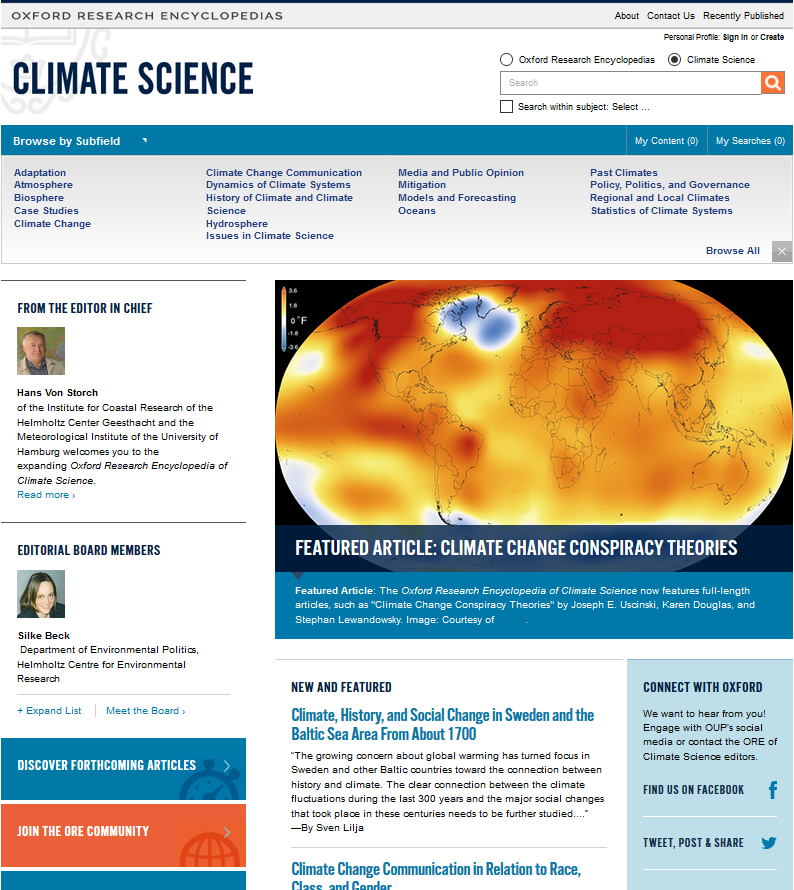 OXFORD RESEARCH ENCYCLOPEDIAS
About Contact Us Recently Published
Personal Profile: Sign in or Create
CLIMATE SCIENCE
Oxford Research Encyclopedias Climate Science
Search
Search within subject: Select ...
Browse by Subfield
My Content (0) My Searches (0)
Adaptation
Atmosphere
Biosphere
Case Studies
Climate Change
Climate Change Communication
Dynamics of Climate Systems
History of Climate and Climate
Science
Hydrosphere
Issues in Climate Science
Media and Public Opinion
Mitigation
Models and Forecasting
Oceans
Past Climates
Policy, Politics, and Governance
Regional and Local Climates
Statistics of Climate Systems
Browse All
FROM THE EDITOR IN CHIEF
Hans Von Storch
of the Institute for Coastal Research of the
Helmholtz Center Geesthacht and the
Meteorological Institute of the University of
Hamburg welcomes you to the
expanding Oxford Research Encyclopedia of
Climate Science.
Read more ›
EDITORIAL BOARD MEMBERS
Silke Beck
Department of Environmental Politics,
Helmholtz Centre for Environmental
Research
+ Expand List Meet the Board ›
DISCOVER FORTHCOMING ARTICLES
JOIN THE ORE COMMUNITY
3.6
1.8
0 °F
-1.8
-3.6
FEATURED ARTICLE: CLIMATE CHANGE CONSPIRACY THEORIES
Featured Article: The Oxford Research Encyclopedia of Climate Science now features full-length
articles, such as "Climate Change Conspiracy Theories" by Joseph E. Uscinski, Karen Douglas, and
Stephan Lewandowsky. Image: Courtesy of .
NEW AND FEATURED
Climate, History, and Social Change in Sweden and the
Baltic Sea Area From About 1700
“The growing concern about global warming has turned focus in
Sweden and other Baltic countries toward the connection between
history and climate. The clear connection between the climate
fluctuations during the last 300 years and the major social changes
that took place in these centuries needs to be further studied....”
—By Sven Lilja
Climate Change Communication in Relation to Race,
Class, and Gender
CONNECT WITH OXFORD
We want to hear from you!
Engage with OUP's social
media or contact the ORE of
Climate Science editors.
FIND US ON FACEBOOK
TWEET, POST & SHARE